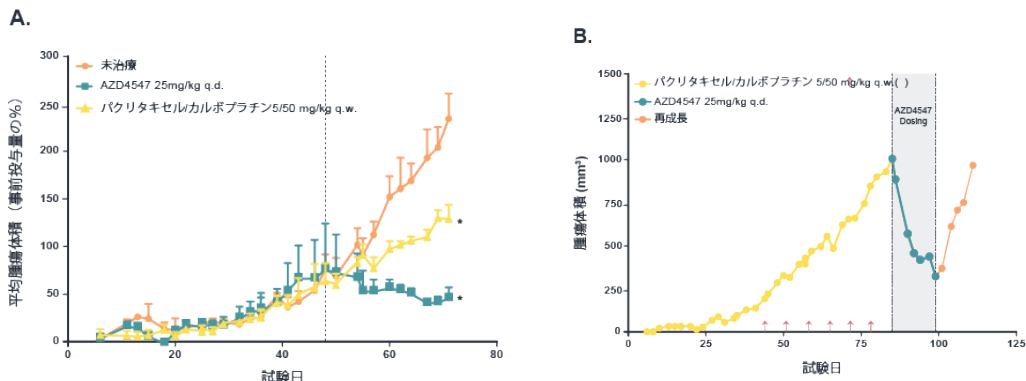 A.
300
250
200
150
100
50
0
平均腫瘍体積（事前投与量の%）
未治療
AZD4547 25mg/kg q.d.
パクリタキセル/カルボプラチン5/50 mg/kg q.w.
*
*
0
20
40
60
80
試験日
B.
1500
1250
1000
750
500
250
0
腫瘍体積 (mm³)
パクリタキセル/カルボプラチン 5/50 mg/kg q.w.(↑)
AZD4547 25mg/kg q.d.
再成長
AZD4547
Dosing
0
25
50
75
100
125
試験日